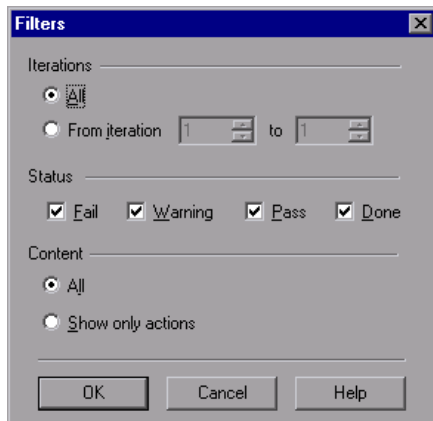 Filters
Iterations
All
From iteration 1 to 1
Status
Fail Warning Pass Done
Content
All
Show only actions
OK Cancel Help